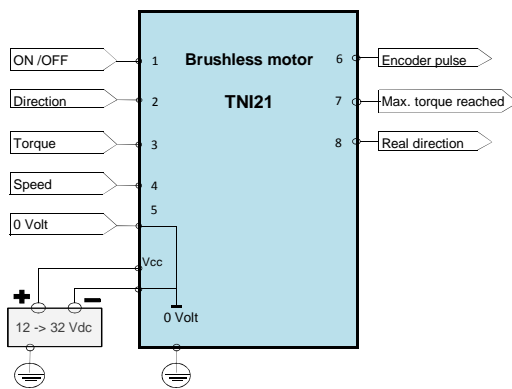 ON /OFF
1
Brushless motor
6
Encoder pulse
Direction
2
TNI21
7
Max. torque reached
Torque
3
8
Real direction
Speed
4
5
0 Volt
Vcc
+
−
12 -> 32 Vdc
0 Volt